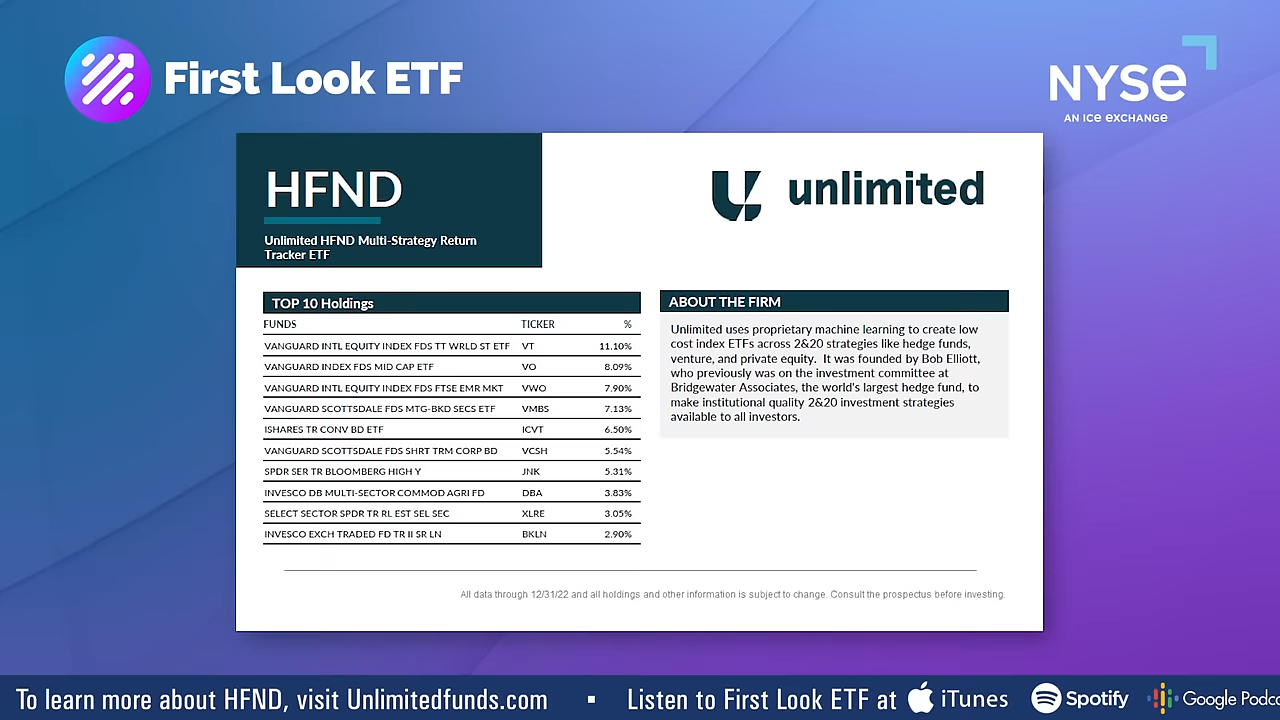 First Look ETF
NYSE
AN ICE EXCHANGE
HFND
Unlimited HFND Multi-Strategy Return
Tracker ETF
unlimited
TOP 10 Holdings
FUNDS TICKER %
VANGUARD INTL EQUITY INDEX FDS TT WRLD ST ETF VT 11.10%
VANGUARD INDEX FDS MID CAP ETF VO 8.09%
VANGUARD INTL EQUITY INDEX FDS FTSE EMR MKT VWO 7.90%
VANGUARD SCOTTSDALE FDS MTG-BKD SECS ETF VMBS 7.13%
ISHARES TR CONV BD ETF ICVT 6.50%
VANGUARD SCOTTSDALE FDS SHRT TRM CORP BD VCSH 5.54%
SPDR SER TR BLOOMBERG HIGH Y JNK 5.31%
INVESCO DB MULTI-SECTOR COMMOD AGRI FD DBA 3.83%
SELECT SECTOR SPDR TR RL EST SEL SEC XLRE 3.05%
INVESCO EXCH TRADED FD TR II SR LN BKLN 2.90%
ABOUT THE FIRM
Unlimited uses proprietary machine learning to create low
cost index ETFs across 2&20 strategies like hedge funds,
venture, and private equity. It was founded by Bob Elliott,
who previously was on the investment committee at
Bridgewater Associates, the world's largest hedge fund, to
make institutional quality 2&20 investment strategies
available to all investors.
All data through 12/31/22 and all holdings and other information is subject to change. Consult the prospectus before investing.
To learn more about HFND, visit Unlimitedfunds.com ▪ Listen to First Look ETF at iTunes Spotify Google Podc